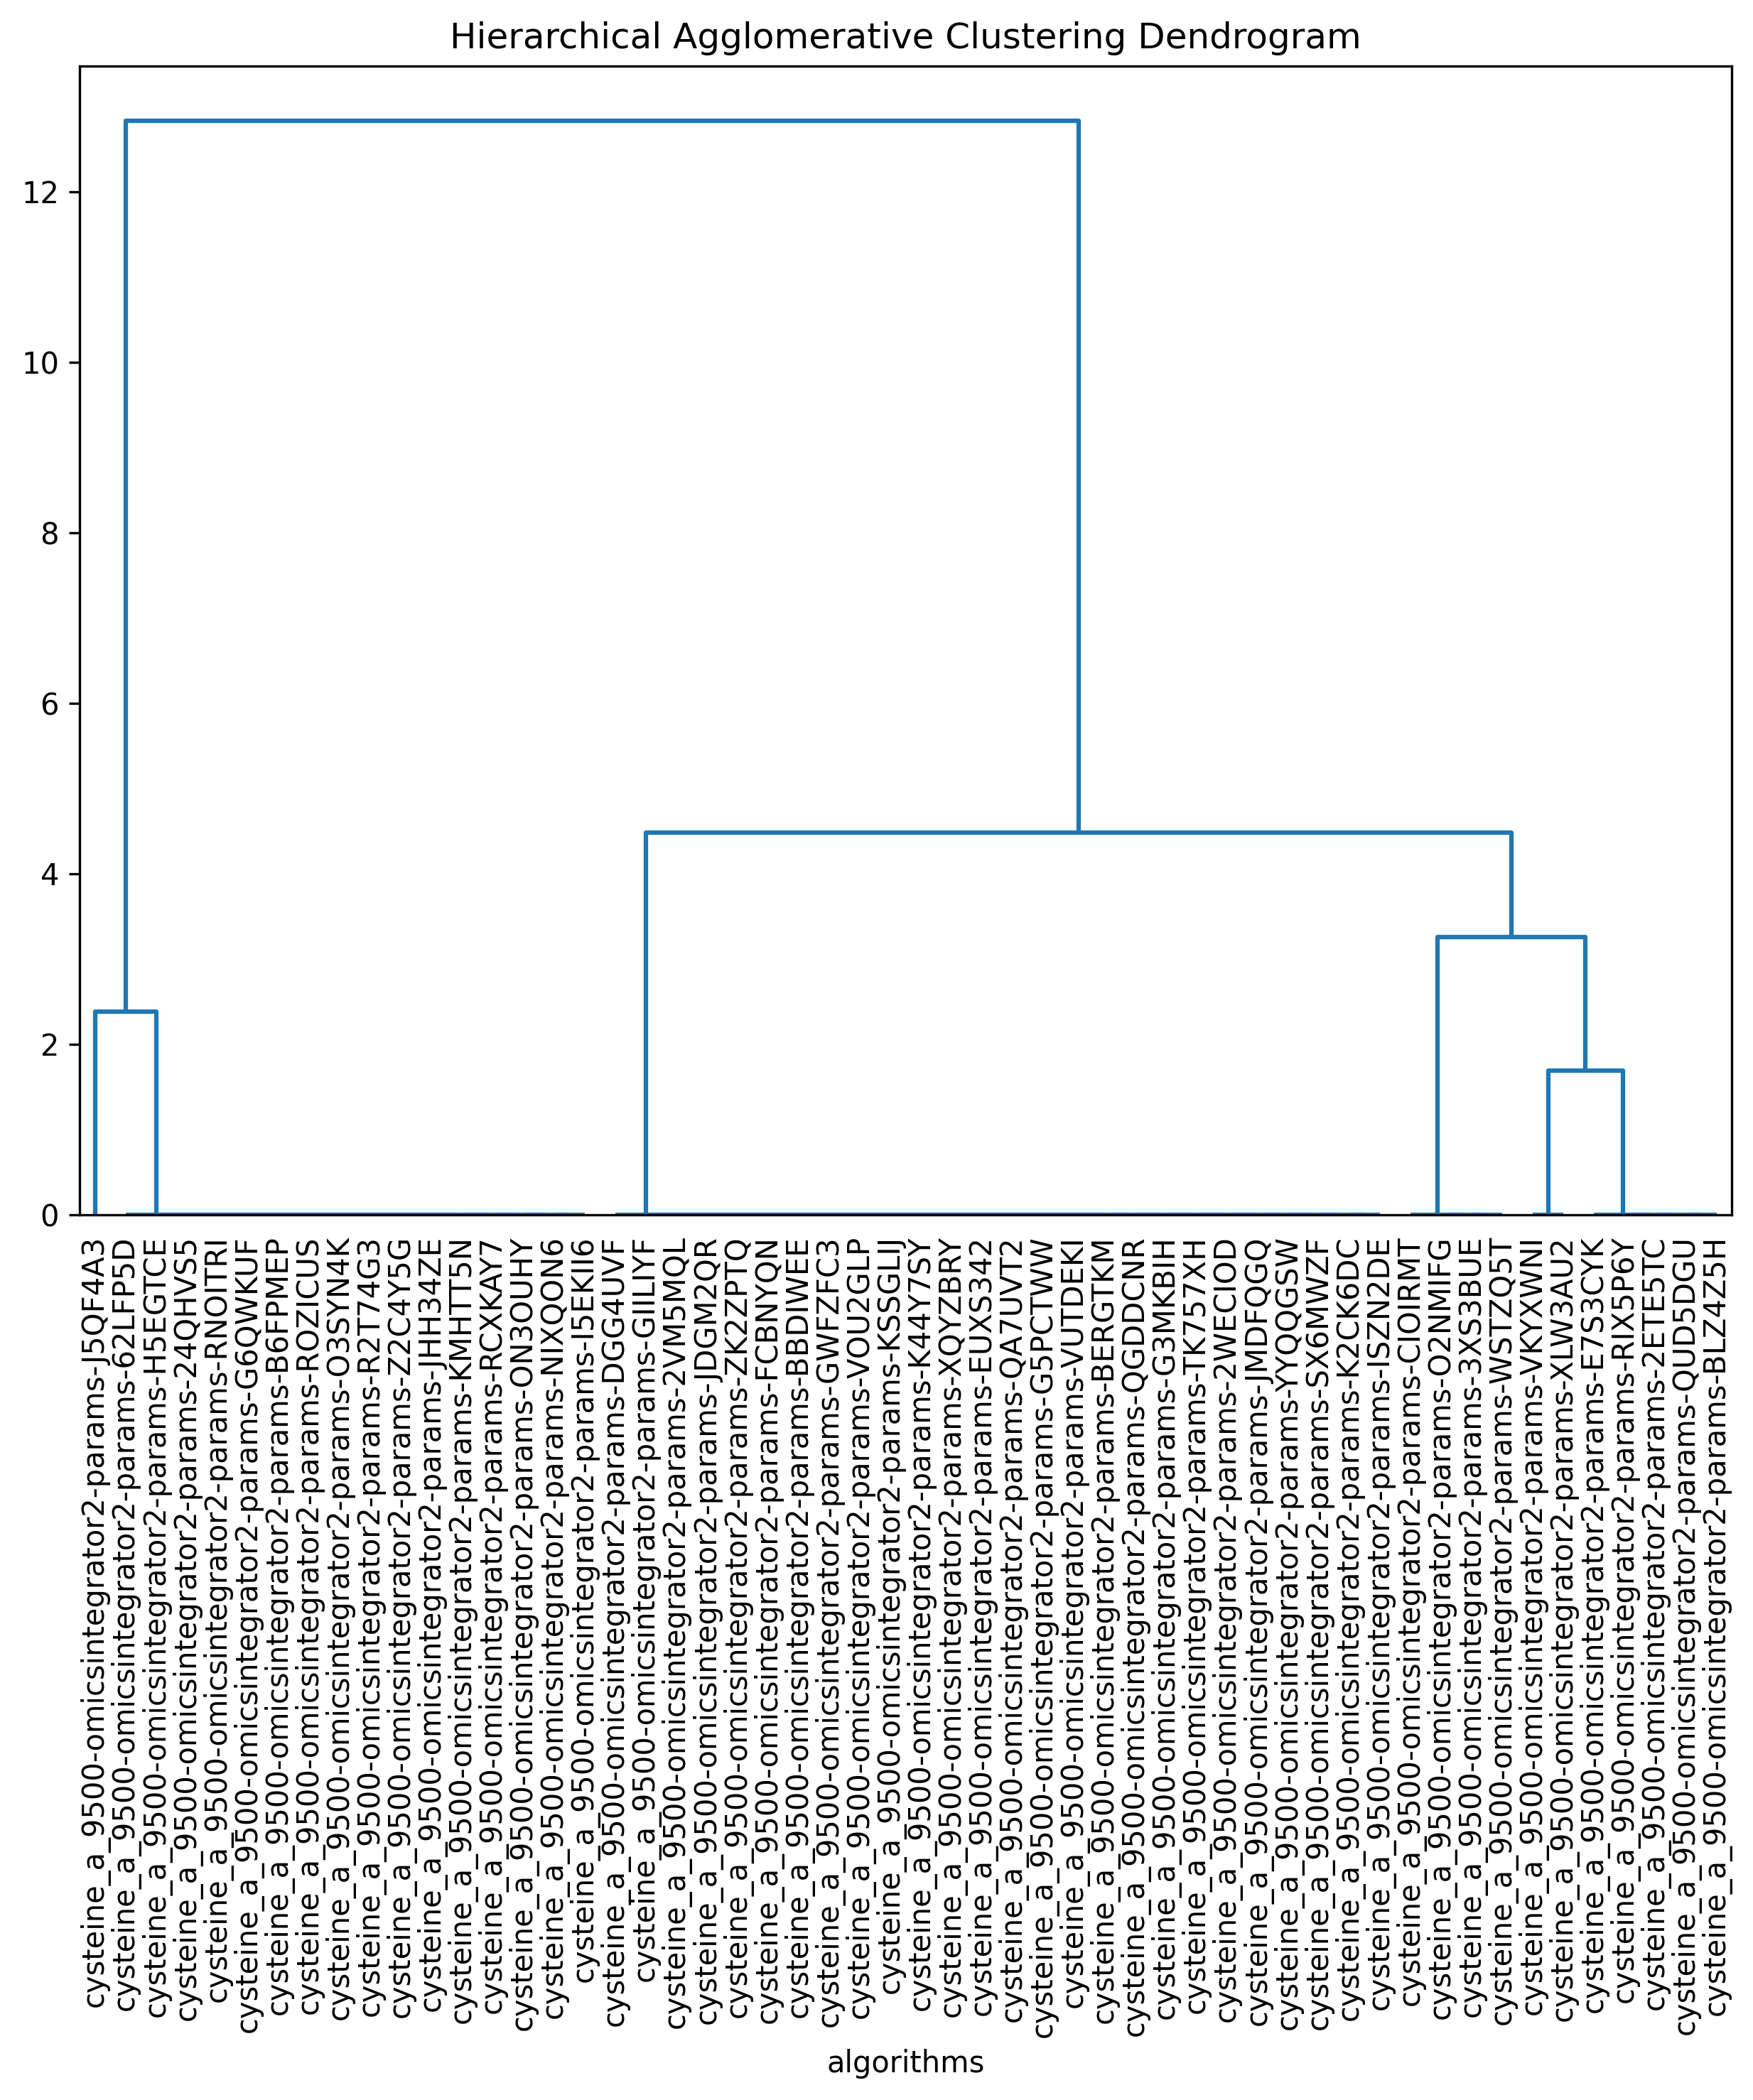 Hierarchical Agglomerative Clustering Dendrogram
12
10
8
6
4
2
0
cysteine_a_9500-omicsintegrator2-params-J5QF4A3
cysteine_a_9500-omicsintegrator2-params-62LFP5D
cysteine_a_9500-omicsintegrator2-params-H5EGTCE
cysteine_a_9500-omicsintegrator2-params-24QHVS5
cysteine_a_9500-omicsintegrator2-params-RNOITRI
cysteine_a_9500-omicsintegrator2-params-G6QWKUF
cysteine_a_9500-omicsintegrator2-params-B6FPMEP
cysteine_a_9500-omicsintegrator2-params-ROZICUS
cysteine_a_9500-omicsintegrator2-params-O3SYN4K
cysteine_a_9500-omicsintegrator2-params-R2T74G3
cysteine_a_9500-omicsintegrator2-params-Z2C4Y5G
cysteine_a_9500-omicsintegrator2-params-JHH34ZE
cysteine_a_9500-omicsintegrator2-params-KMHTT5N
cysteine_a_9500-omicsintegrator2-params-RCXKAY7
cysteine_a_9500-omicsintegrator2-params-ON3OUHY
cysteine_a_9500-omicsintegrator2-params-NIXQON6
cysteine_a_9500-omicsintegrator2-params-I5EKII6
cysteine_a_9500-omicsintegrator2-params-DGG4UVF
cysteine_a_9500-omicsintegrator2-params-GIILIYF
cysteine_a_9500-omicsintegrator2-params-2VM5MQL
cysteine_a_9500-omicsintegrator2-params-JDGM2QR
cysteine_a_9500-omicsintegrator2-params-ZK2ZPTQ
cysteine_a_9500-omicsintegrator2-params-FCBNYQN
cysteine_a_9500-omicsintegrator2-params-BBDIWEE
cysteine_a_9500-omicsintegrator2-params-GWFZFC3
cysteine_a_9500-omicsintegrator2-params-VOU2GLP
cysteine_a_9500-omicsintegrator2-params-KSSGLIJ
cysteine_a_9500-omicsintegrator2-params-K44Y7SY
cysteine_a_9500-omicsintegrator2-params-XQYZBRY
cysteine_a_9500-omicsintegrator2-params-EUXS342
cysteine_a_9500-omicsintegrator2-params-QA7UVT2
cysteine_a_9500-omicsintegrator2-params-G5PCTWW
cysteine_a_9500-omicsintegrator2-params-VUTDEKI
cysteine_a_9500-omicsintegrator2-params-BERGTKM
cysteine_a_9500-omicsintegrator2-params-QGDDCNR
cysteine_a_9500-omicsintegrator2-params-G3MKBIH
cysteine_a_9500-omicsintegrator2-params-TK757XH
cysteine_a_9500-omicsintegrator2-params-2WECIOD
cysteine_a_9500-omicsintegrator2-params-JMDFQGQ
cysteine_a_9500-omicsintegrator2-params-YYQQGSW
cysteine_a_9500-omicsintegrator2-params-SX6MWZF
cysteine_a_9500-omicsintegrator2-params-K2CK6DC
cysteine_a_9500-omicsintegrator2-params-ISZN2DE
cysteine_a_9500-omicsintegrator2-params-CIOIRMT
cysteine_a_9500-omicsintegrator2-params-O2NMIFG
cysteine_a_9500-omicsintegrator2-params-3XS3BUE
cysteine_a_9500-omicsintegrator2-params-WSTZQ5T
cysteine_a_9500-omicsintegrator2-params-VKYXWNI
cysteine_a_9500-omicsintegrator2-params-XLW3AU2
cysteine_a_9500-omicsintegrator2-params-E7S3CYK
cysteine_a_9500-omicsintegrator2-params-RIX5P6Y
cysteine_a_9500-omicsintegrator2-params-2ETE5TC
cysteine_a_9500-omicsintegrator2-params-QUD5DGU
cysteine_a_9500-omicsintegrator2-params-BLZ4Z5H
algorithms